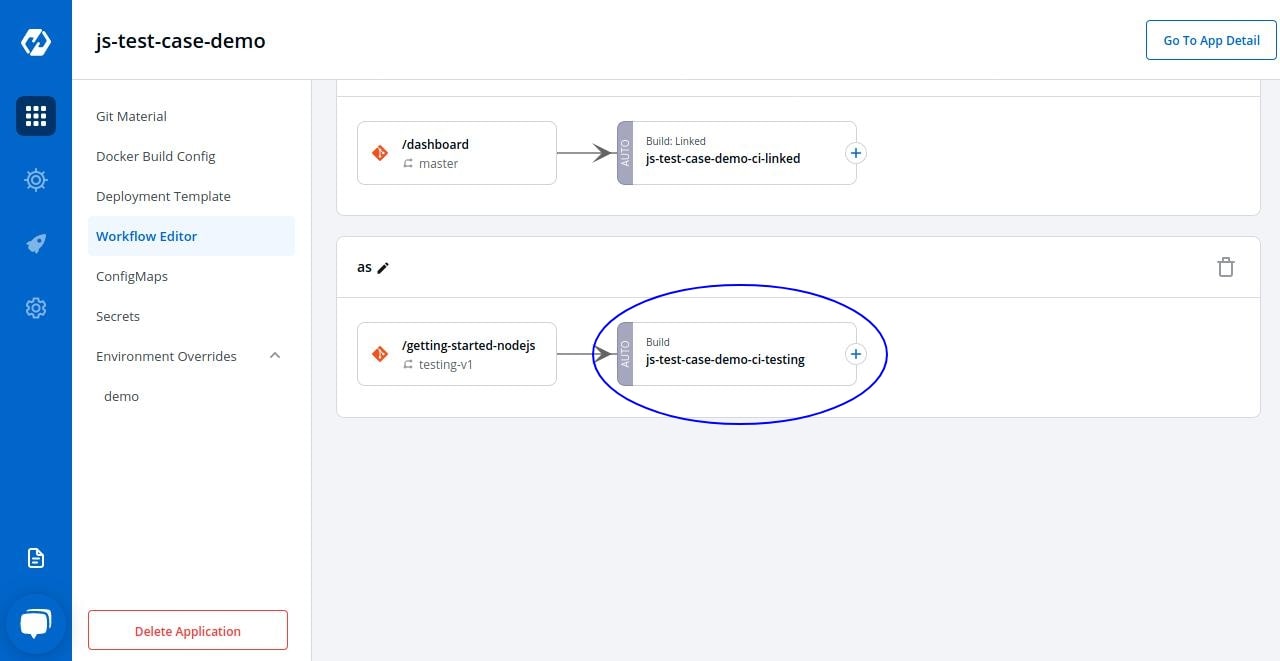 js-test-case-demo
Go To App Detail
Git Material
Docker Build Config
Deployment Template
Workflow Editor
ConfigMaps
Secrets
Environment Overrides
demo
Delete Application
/dashboard
master
AUTO
Build: Linked
js-test-case-demo-ci-linked
as
/getting-started-nodejs
testing-v1
AUTO
Build
js-test-case-demo-ci-testing